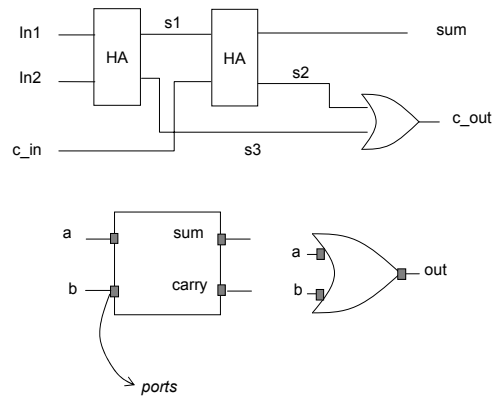 In1
s1
sum
HA
HA
In2
s2
c_out
c_in
s3
a
sum
a
out
b
carry
b
ports